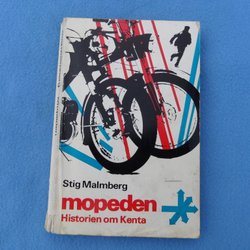 Stig Malmberg
mopeden
Historien om Kenta